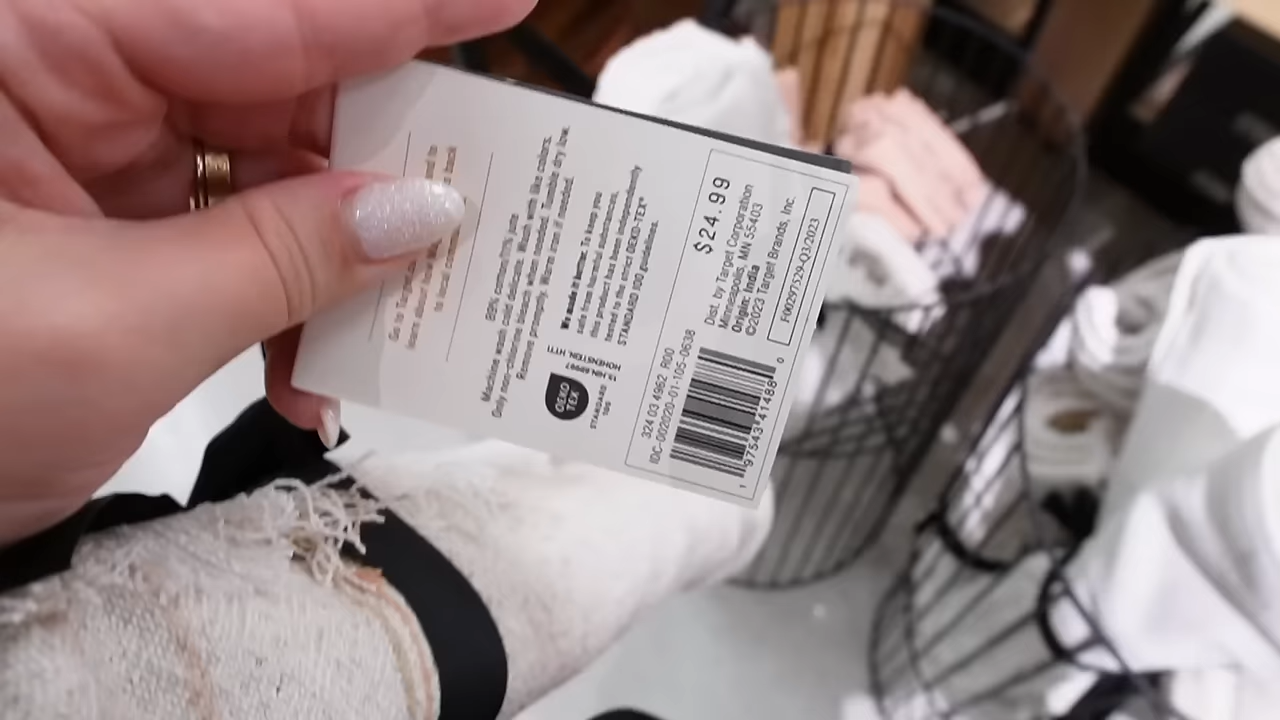 Machine wash cold delicate. Wash with like colors.
Only non-chlorine bleach when needed. Tumble dry low.
Remove promptly. Warm iron if needed.
We made it better: To keep you
safe from harmful substances,
this product has been independently
tested to the strict OEKO-TEX®
STANDARD 100 guidelines.
OEKO
TEX
STANDARD
100
HOHENSTEIN HTTI
$24.99
Dist. by Target Corporation
Minneapolis, MN 55403
Origin: India
©2023 Target Brands, Inc.
F00297529-Q3/2023
324 03 4962 R00
IDC-002020-01-105-0638
1 97543 41488 0